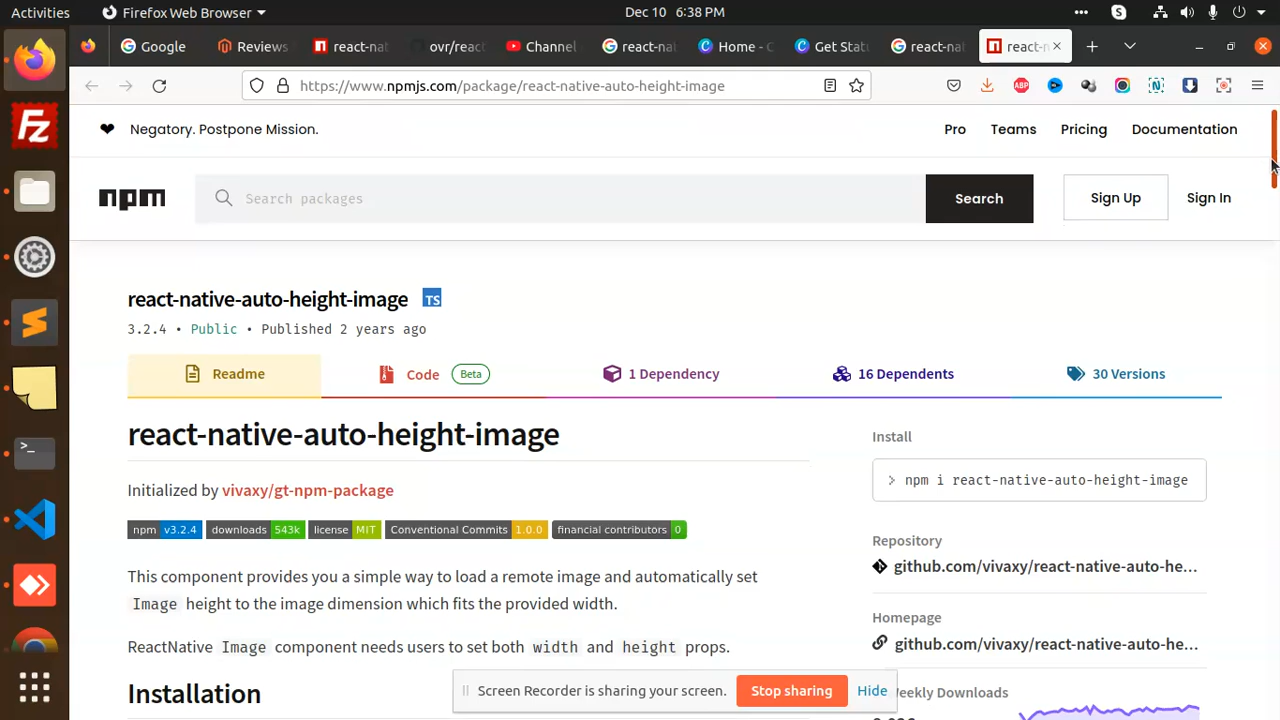 Activities
Firefox Web Browser
Dec 10 6:38 PM
Google
Reviews
react-nat
ovr/react
Channel
react-nat
Home - C
Get Stat
react-nat
react-n
https://www.npmjs.com/package/react-native-auto-height-image
ABP
Negatory. Postpone Mission.
Pro
Teams
Pricing
Documentation
npm
Search packages
Search
Sign Up
Sign In
react-native-auto-height-image TS
3.2.4 • Public • Published 2 years ago
Readme
Code Beta
1 Dependency
16 Dependents
30 Versions
react-native-auto-height-image
Initialized by vivaxy/gt-npm-package
npm v3.2.4 downloads 543k license MIT Conventional Commits 1.0.0 financial contributors 0
This component provides you a simple way to load a remote image and automatically set
Image height to the image dimension which fits the provided width.
ReactNative Image component needs users to set both width and height props.
Installation
Install
> npm i react-native-auto-height-image
Repository
github.com/vivaxy/react-native-auto-he...
Homepage
github.com/vivaxy/react-native-auto-he...
eekly Downloads
Screen Recorder is sharing your screen.
Stop sharing
Hide